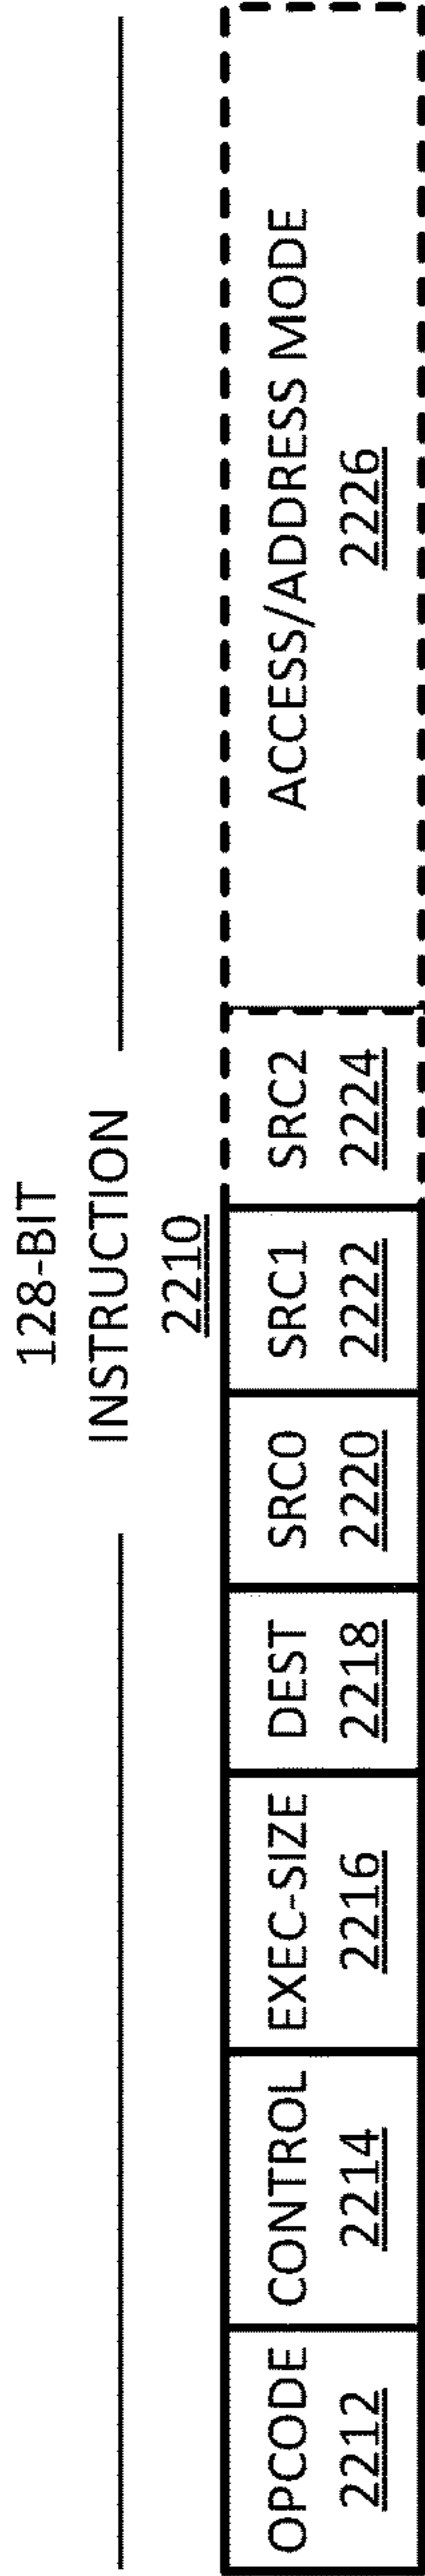 128-BIT
INSTRUCTION
2210
OPCODE
2212
CONTROL
2214
EXEC-SIZE
2216
DEST
2218
SRC0
2220
SRC1
2222
SRC2
2224
ACCESS/ADDRESS MODE
2226